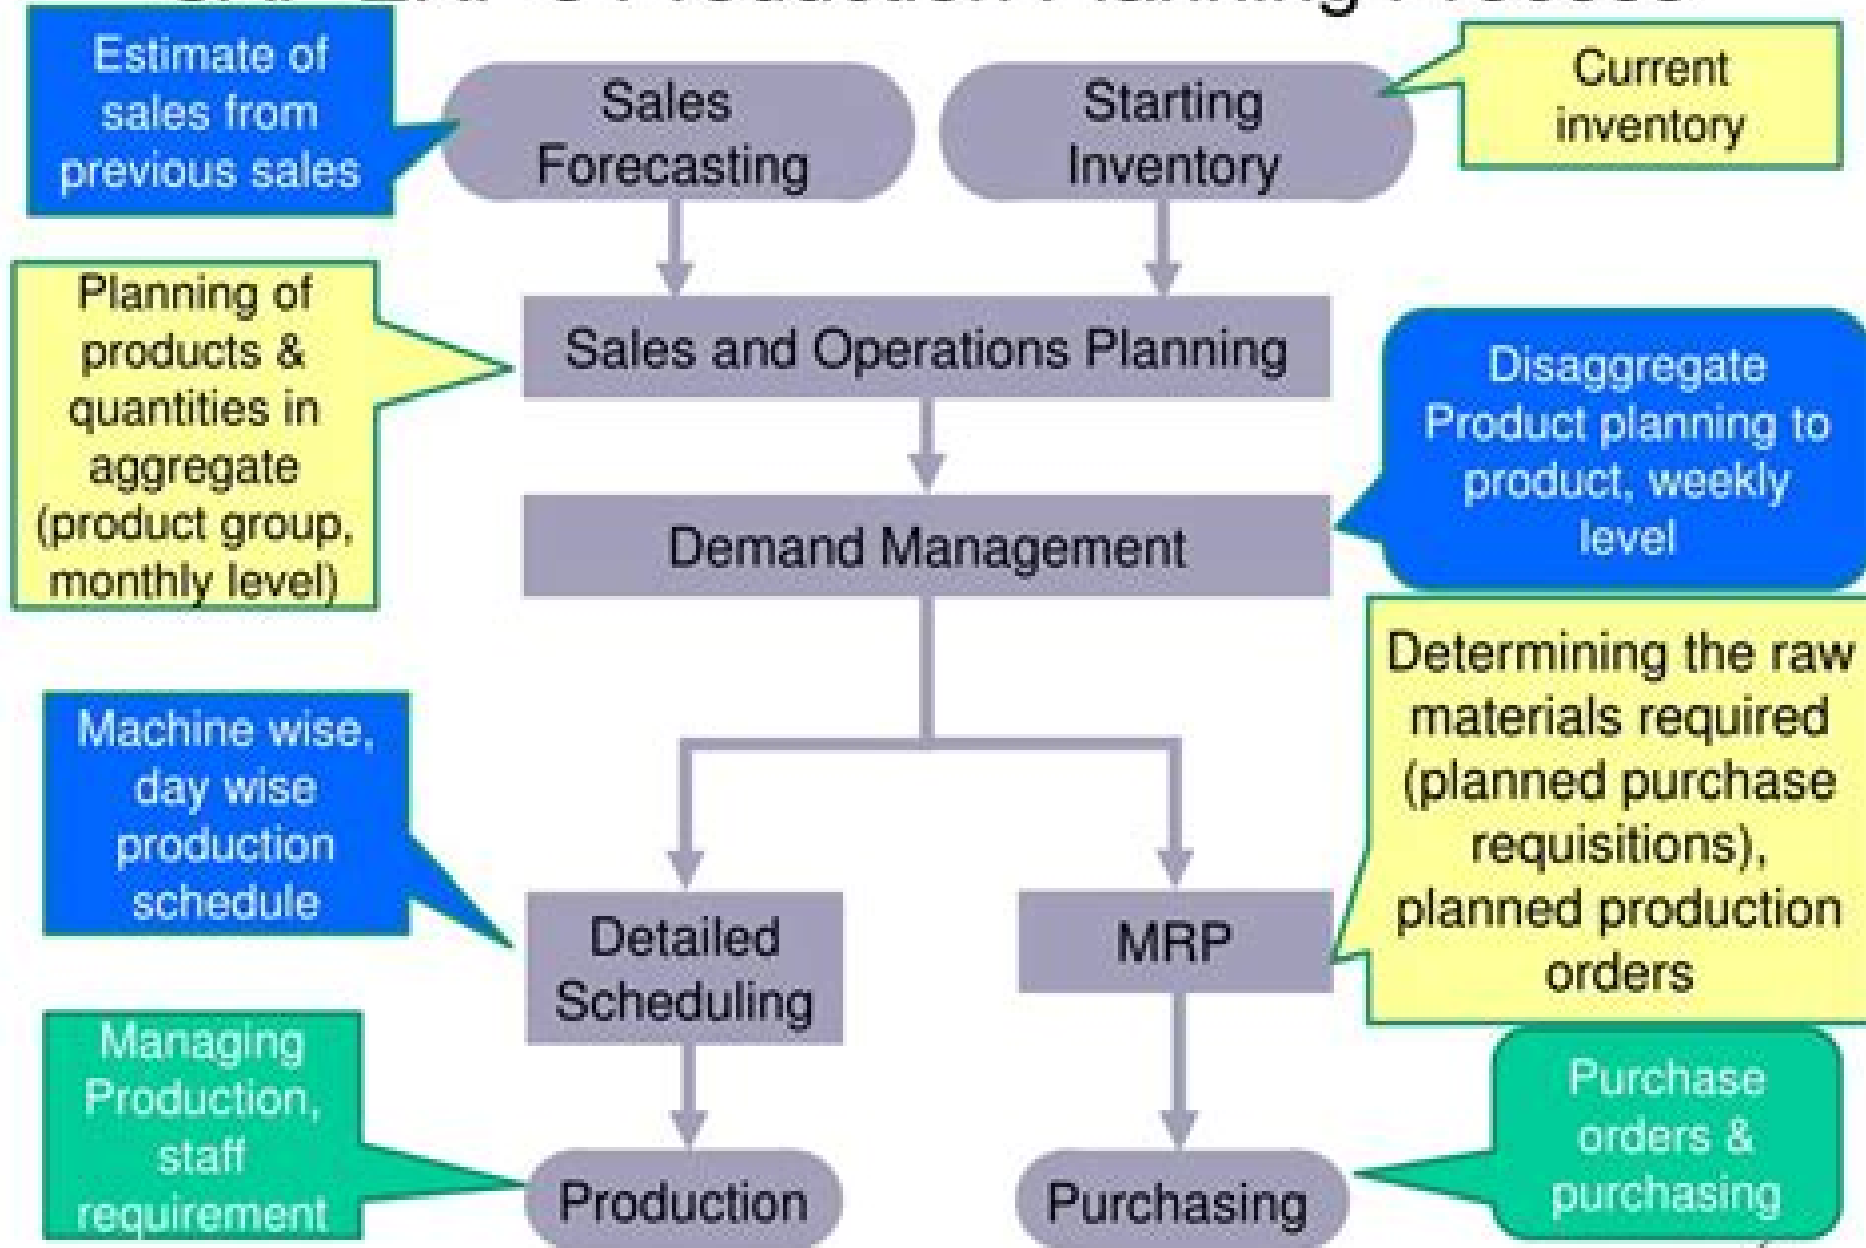 Production Planning Process
Estimate of
sales from
previous sales
Sales
Forecasting
Starting
Inventory
Current
inventory
Planning of
products &
quantities in
aggregate
(product group,
monthly level)
Sales and Operations Planning
Disaggregate
Product planning to
product, weekly
level
Demand Management
Determining the raw
materials required
(planned purchase
requisitions),
planned production
orders
Machine wise,
day wise
production
schedule
Detailed
Scheduling
MRP
Managing
Production,
staff
requirement
Production
Purchasing
Purchase
orders &
purchasing